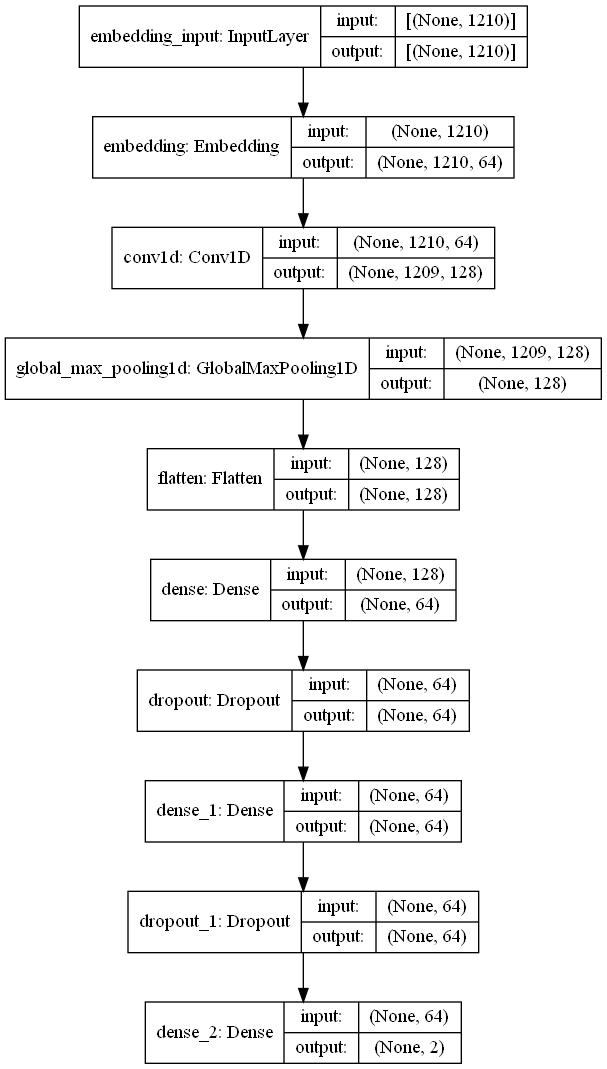 embedding_input: InputLayer
input: [(None, 1210)]
output: [(None, 1210)]
embedding: Embedding
input: (None, 1210)
output: (None, 1210, 64)
conv1d: Conv1D
input: (None, 1210, 64)
output: (None, 1209, 128)
global_max_pooling1d: GlobalMaxPooling1D
input: (None, 1209, 128)
output: (None, 128)
flatten: Flatten
input: (None, 128)
output: (None, 128)
dense: Dense
input: (None, 128)
output: (None, 64)
dropout: Dropout
input: (None, 64)
output: (None, 64)
dense_1: Dense
input: (None, 64)
output: (None, 64)
dropout_1: Dropout
input: (None, 64)
output: (None, 64)
dense_2: Dense
input: (None, 64)
output: (None, 2)